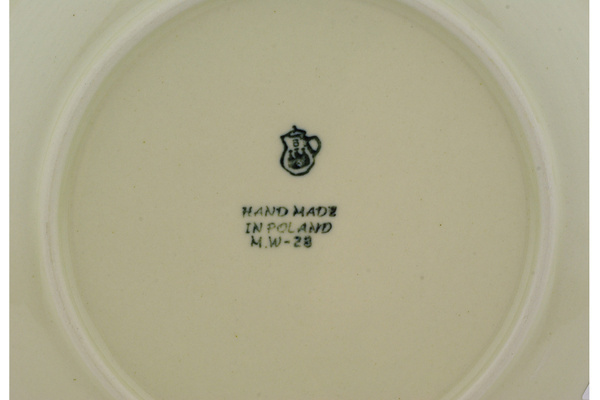 B
HAND MADE
IN POLAND
M.W-28